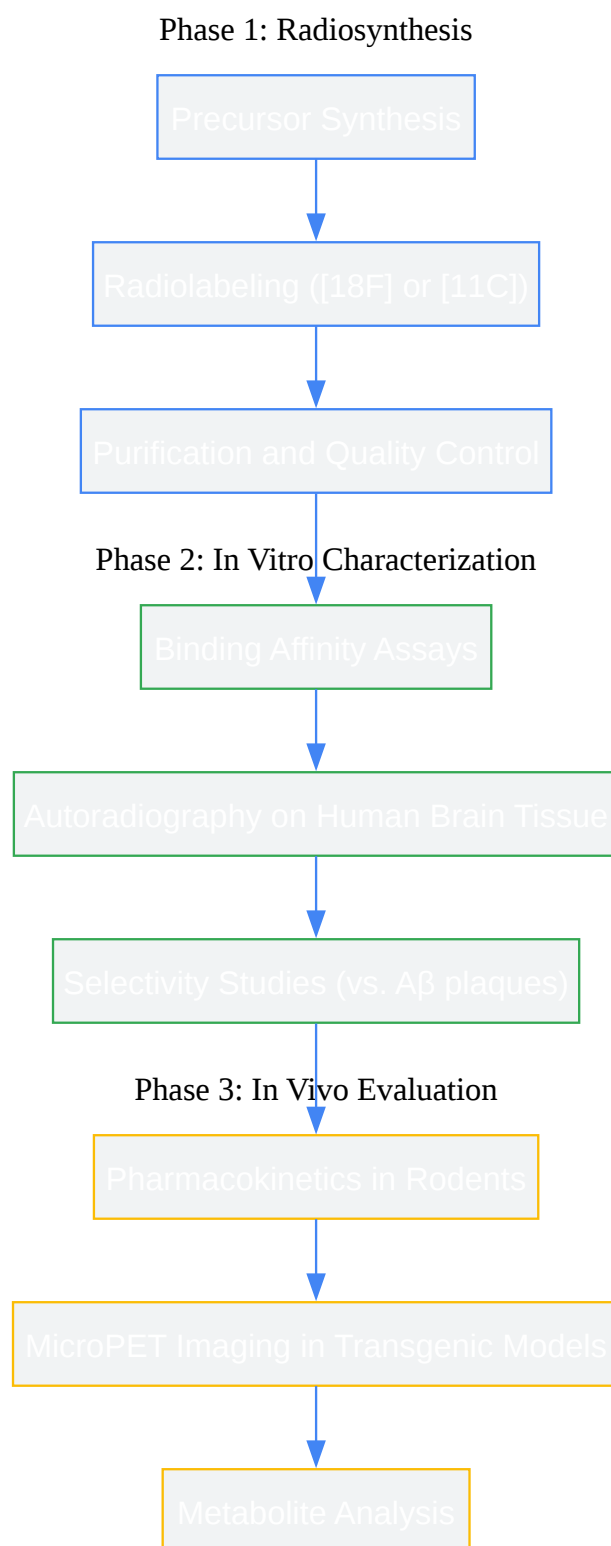 Phase 1: Radiosynthesis
Precursor Synthesis
Radiolabeling ([18F] or [11C])
Purification and Quality Control
Phase 2: In Vitro Characterization
Binding Affinity Assays
Autoradiography on Human Brain Tissue
Selectivity Studies (vs. Aβ plaques)
Phase 3: In Vivo Evaluation
Pharmacokinetics in Rodents
MicroPET Imaging in Transgenic Models
Metabolite Analysis